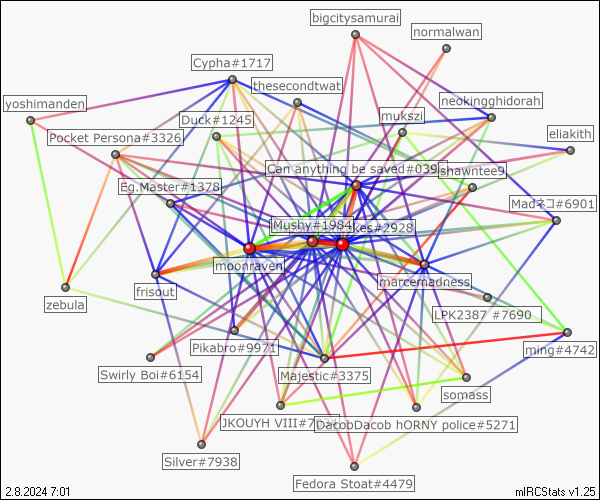 bigcitysamurai
normalwan
Cypha#1717
thesecondtwat
yoshimanden
neokingghidorah
Duck#1245
mukszi
Pocket Persona#3326
eliakith
Can anything be saved#039
shawntee9
Eg.Master#1378
Madネコ#6901
Mushy#1984
kes#2928
moonraven
marcemadness
frisout
zebula
LPK2387 #7690
Pikabro#9971
ming#4742
Swirly Boi#6154
Majestic#3375
somass
JKOUYH VIII#7
DacobDacob hORNY police#5271
Silver#7938
Fedora Stoat#4479
2.8.2024 7:01
mIRCStats v1.25